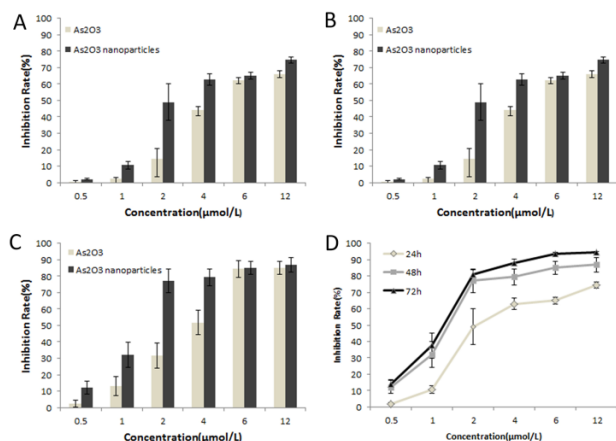 A
As2O3
As2O3 nanoparticles
Inhibition Rate(%)
100
90
80
70
60
50
40
30
20
10
0
0.5 1 2 4 6 12
Concentration(μmol/L)
B
As2O3
As2O3 nanoparticles
Inhibition Rate(%)
100
90
80
70
60
50
40
30
20
10
0
0.5 1 2 4 6 12
Concentration(μmol/L)
C
As2O3
As2O3 nanoparticles
Inhibition Rate(%)
100
90
80
70
60
50
40
30
20
10
0
0.5 1 2 4 6 12
Concentration(μmol/L)
D
24h
48h
72h
Inhibition Rate(%)
100
90
80
70
60
50
40
30
20
10
0
0.5 1 2 4 6 12
Concentration(μmol/L)